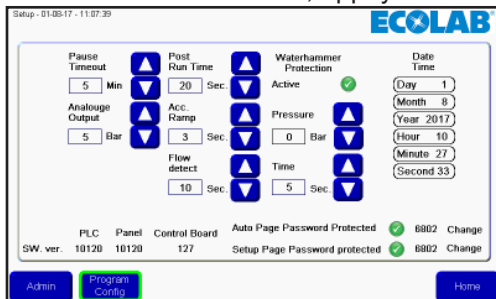 Setup - 01-08-17 - 11:07:39
ECOLAB
Pause
Timeout
5 Min
Analouge
Output
5 Bar
Post
Run Time
20 Sec.
Acc.
Ramp
3 Sec.
Flow
detect
10 Sec.
Waterhammer
Protection
Active
Pressure
0 Bar
Time
5 Sec.
Date
Time
Day 1
Month 8
Year 2017
Hour 10
Minute 27
Second 33
PLC Panel Control Board
SW. ver. 10120 10120 127
Auto Page Password Protected 6802 Change
Setup Page Password protected 6802 Change
Admin
Program
Config
Home